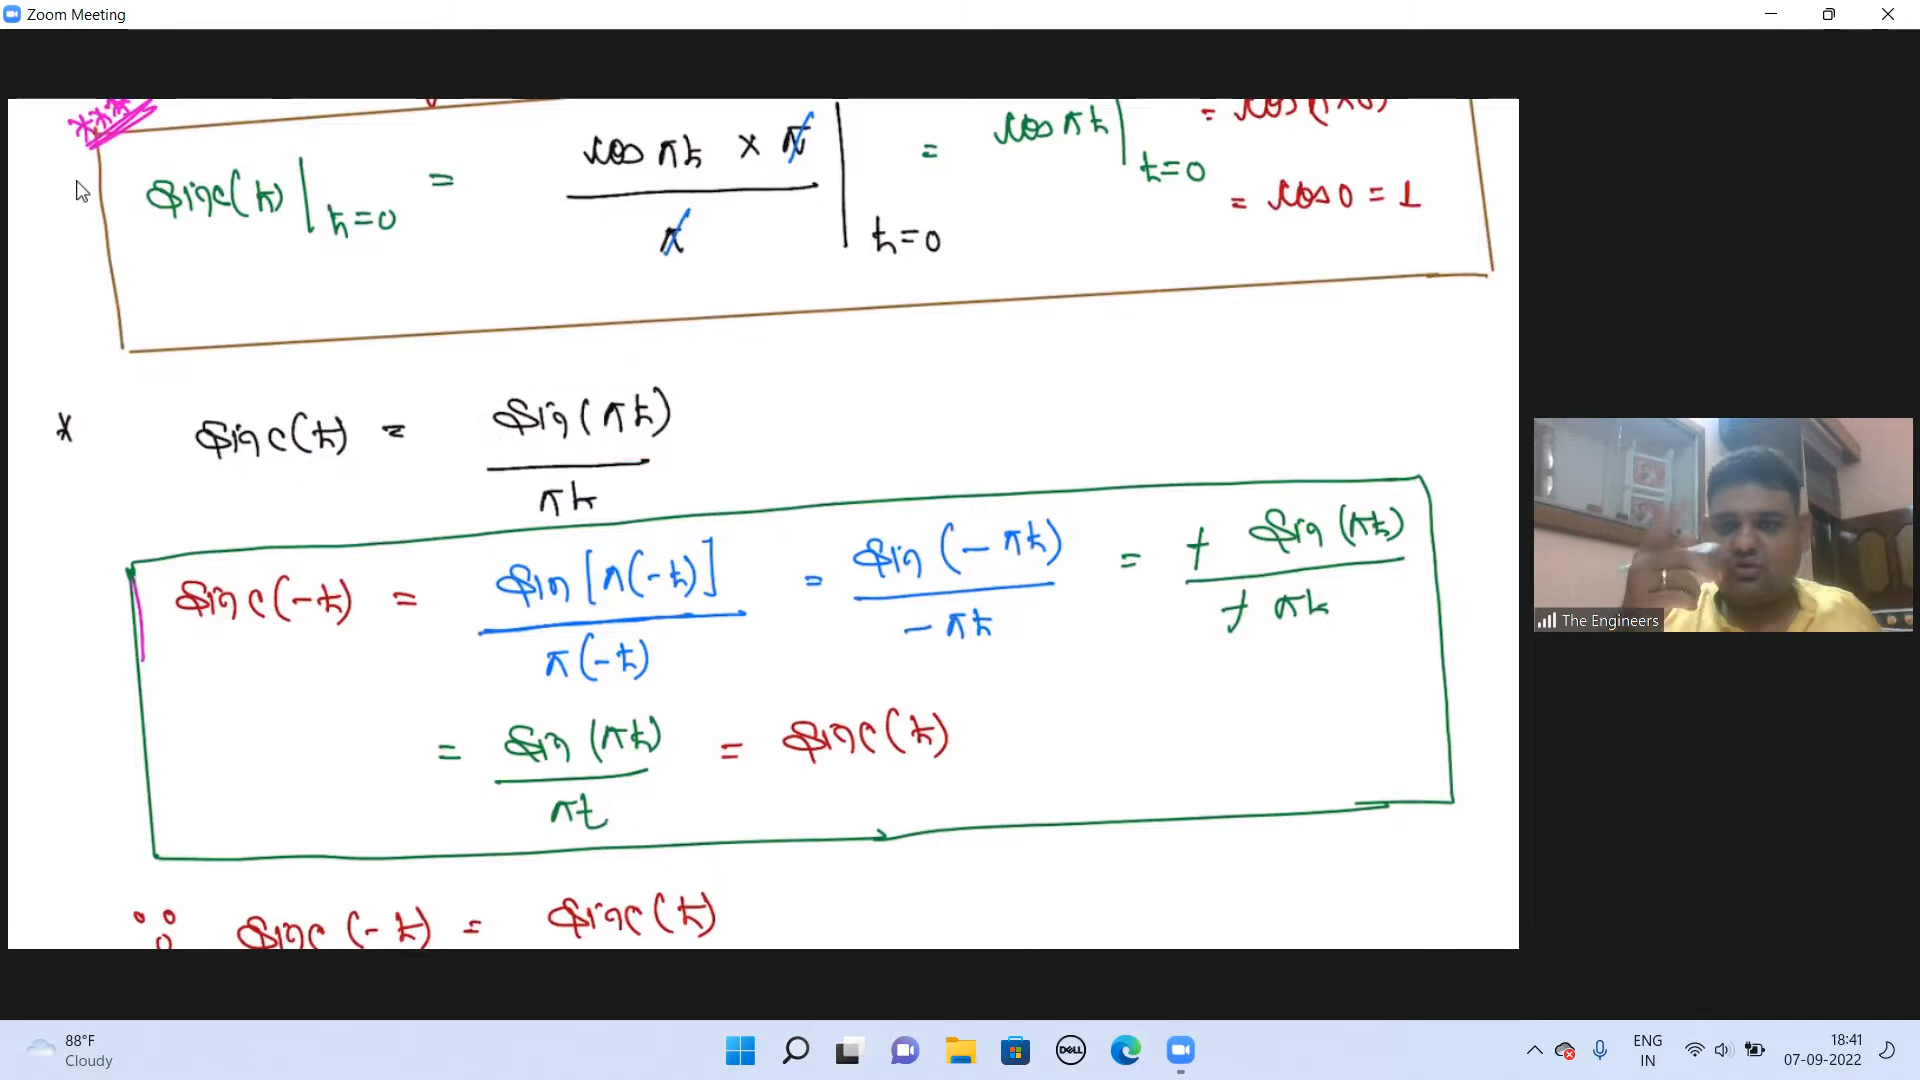 Zoom Meeting
***
sinc(t)|t=0 = cos πt × π / π |t=0 = cos πt |t=0 = cos(π×0)
= cos 0 = 1
* sinc(t) = sin(πt) / πt
sinc(-t) = sin[π(-t)] / π(-t) = sin(-πt) / -πt = + sin(πt) / + πt
= sin(πt) / πt = sinc(t)
∴ sinc(-t) = sinc(t)
The Engineers
88°F
Cloudy
DELL
ENG
IN
18:41
07-09-2022